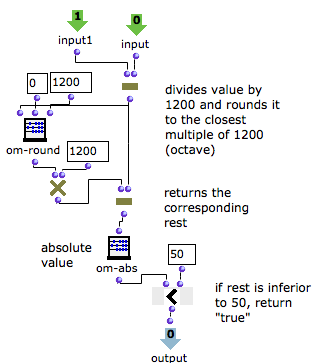 1
0
input1
input
0
1200
divides value by
1200 and rounds it
to the closest
multiple of 1200
(octave)
om-round
1200
returns the
corresponding
rest
absolute
value
50
om-abs
<
if rest is inferior
to 50, return
"true"
0
output